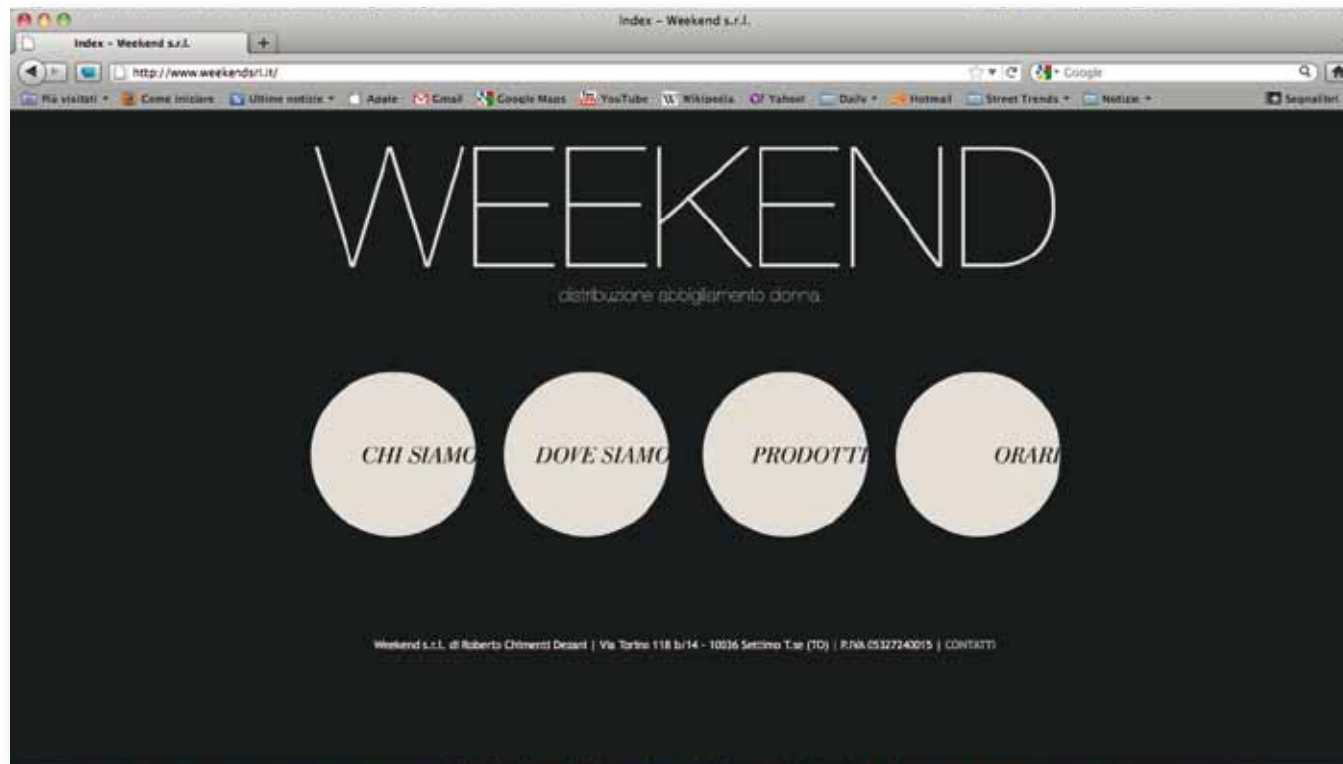 Index – Weekend s.r.l.
Index – Weekend s.r.l. +
http://www.weekendsrl.it/ Google
Più visitati Come iniziare Ultime notizie Apple Gmail Google Maps YouTube Wikipedia Yahoo! Daily Hotmail Street Trends Notizie Segnalibri
WEEKEND
distribuzione abbigliamento donna
CHI SIAMO DOVE SIAMO PRODOTTI ORARI
Weekend s.r.l. di Roberto Chimenti Dezani | Via Torino 118 b/14 - 10036 Settimo T.se (TO) | P.IVA 05327240015 | CONTATTI